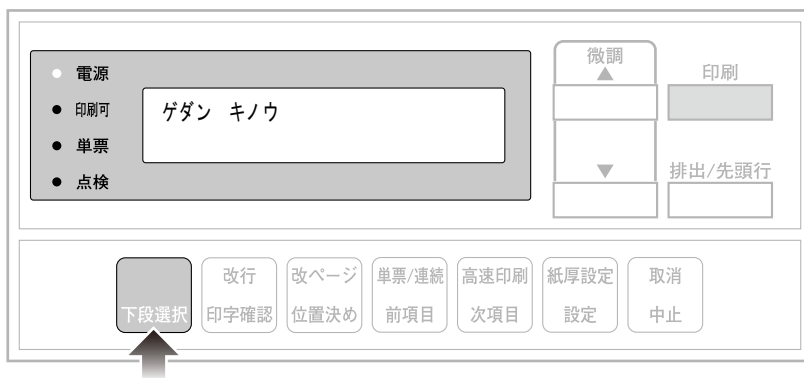 微調
▲
電源
印刷
印刷可
ゲダン キノウ
単票
▼
排出/先頭行
点検
改行
改ページ
単票/連続
高速印刷
紙厚設定
取消
下段選択
印字確認
位置決め
前項目
次項目
設定
中止